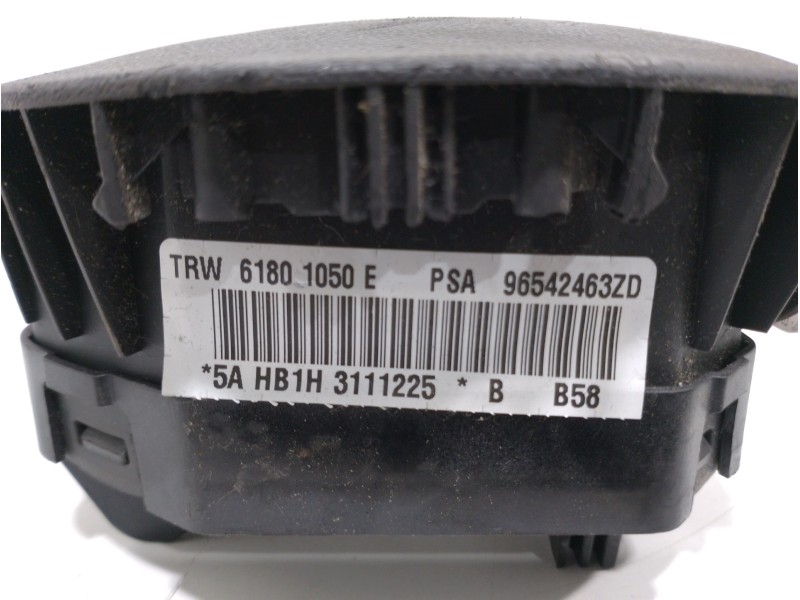 TRW 6180 1050 E PSA 96542463ZD
*5A HB1H 3111225 * B B58